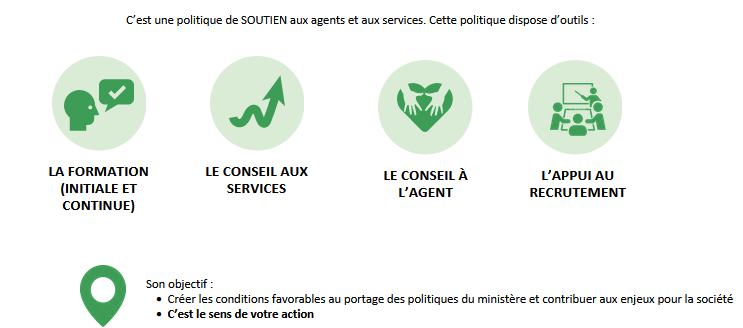 C'est une politique de SOUTIEN aux agents et aux services. Cette politique dispose d'outils :
LA FORMATION
(INITIALE ET
CONTINUE)
LE CONSEIL AUX
SERVICES
LE CONSEIL À
L'AGENT
L'APPUI AU
RECRUTEMENT
Son objectif :
• Créer les conditions favorables au portage des politiques du ministère et contribuer aux enjeux pour la société
• C'est le sens de votre action